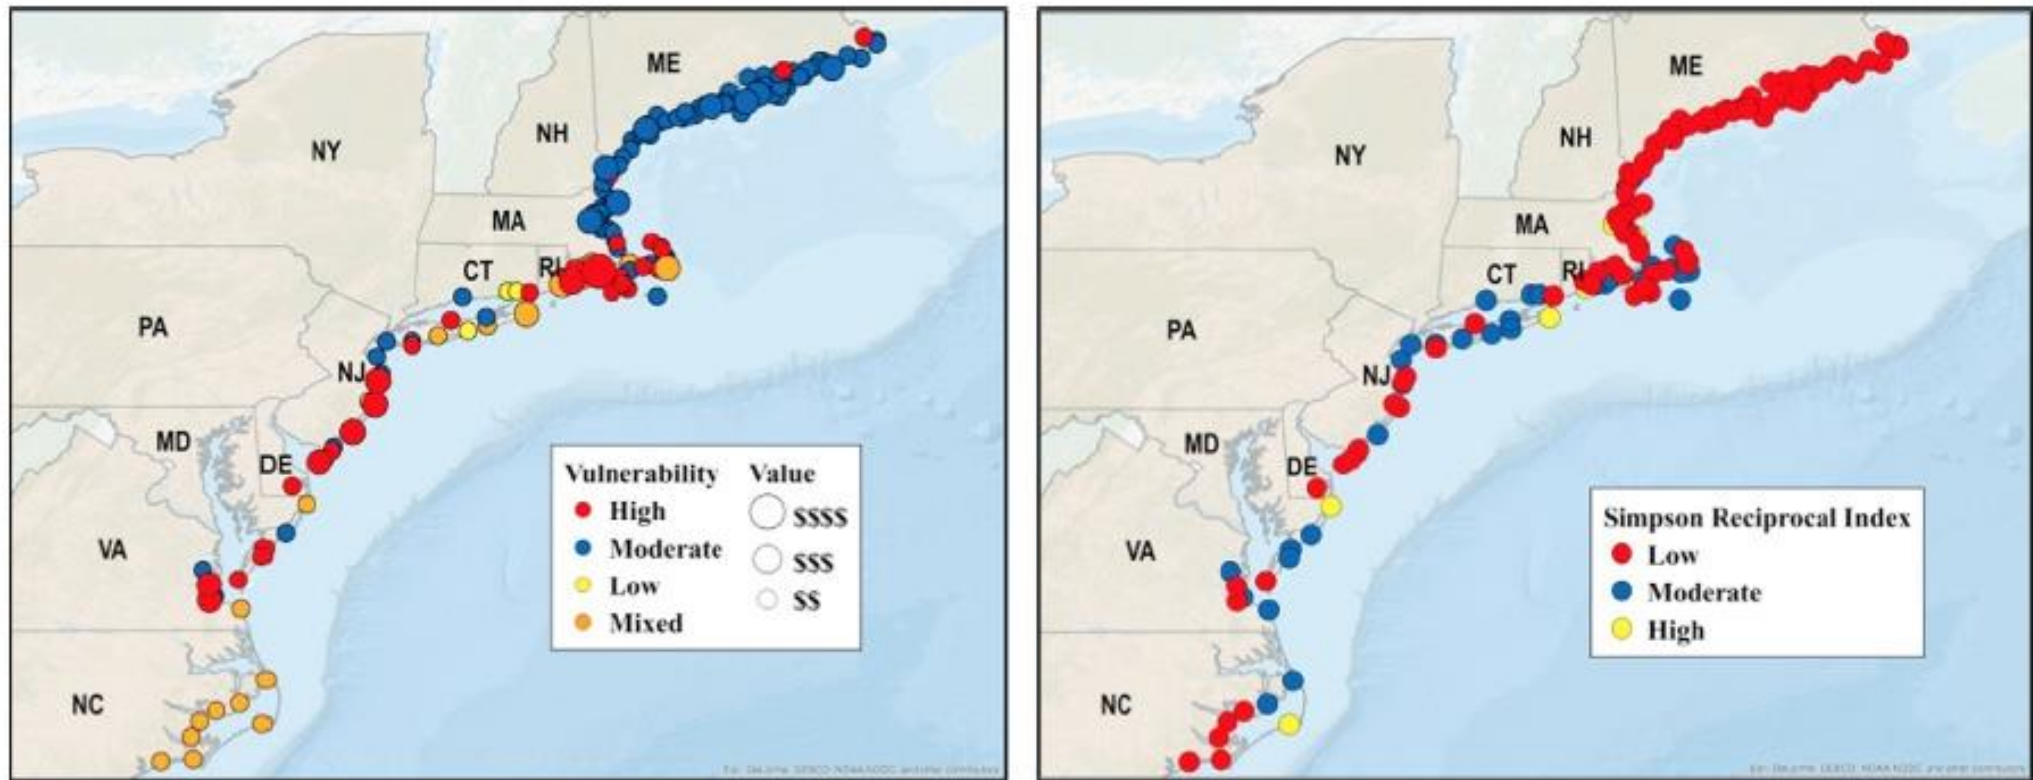 ME
NH
NY
MA
CT
RI
PA
NJ
MD
DE
VA
NC
Vulnerability
Value
High
$$$$
Moderate
$$$
Low
$$
Mixed
ME
NH
NY
MA
CT
RI
PA
NJ
MD
DE
VA
NC
Simpson Reciprocal Index
Low
Moderate
High